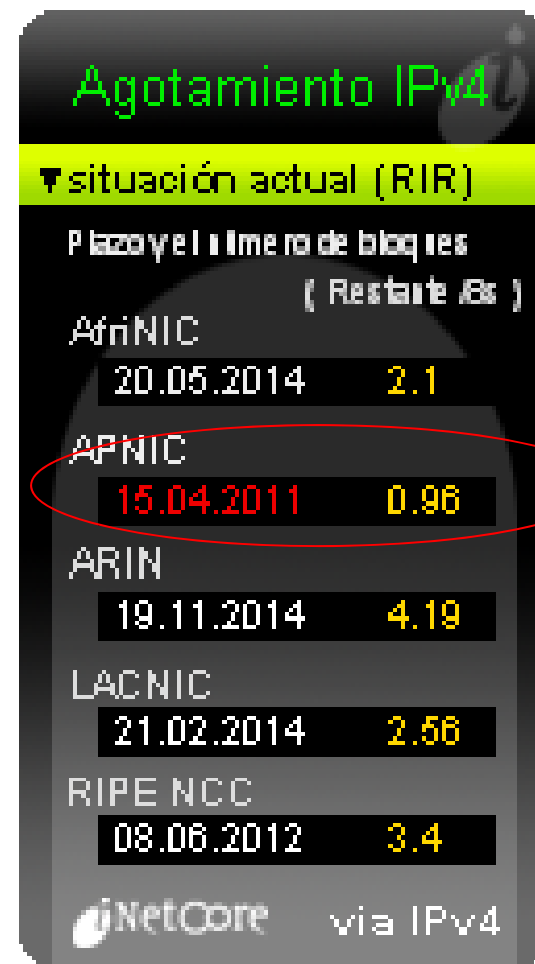 Agotamiento IPv4
▼situación actual (RIR)
Plazo y el número de bloques
( Restante /8s )
AfriNIC
20.05.2014 2.1
APNIC
15.04.2011 0.96
ARIN
19.11.2014 4.19
LACNIC
21.02.2014 2.56
RIPE NCC
08.06.2012 3.4
iNetCore via IPv4